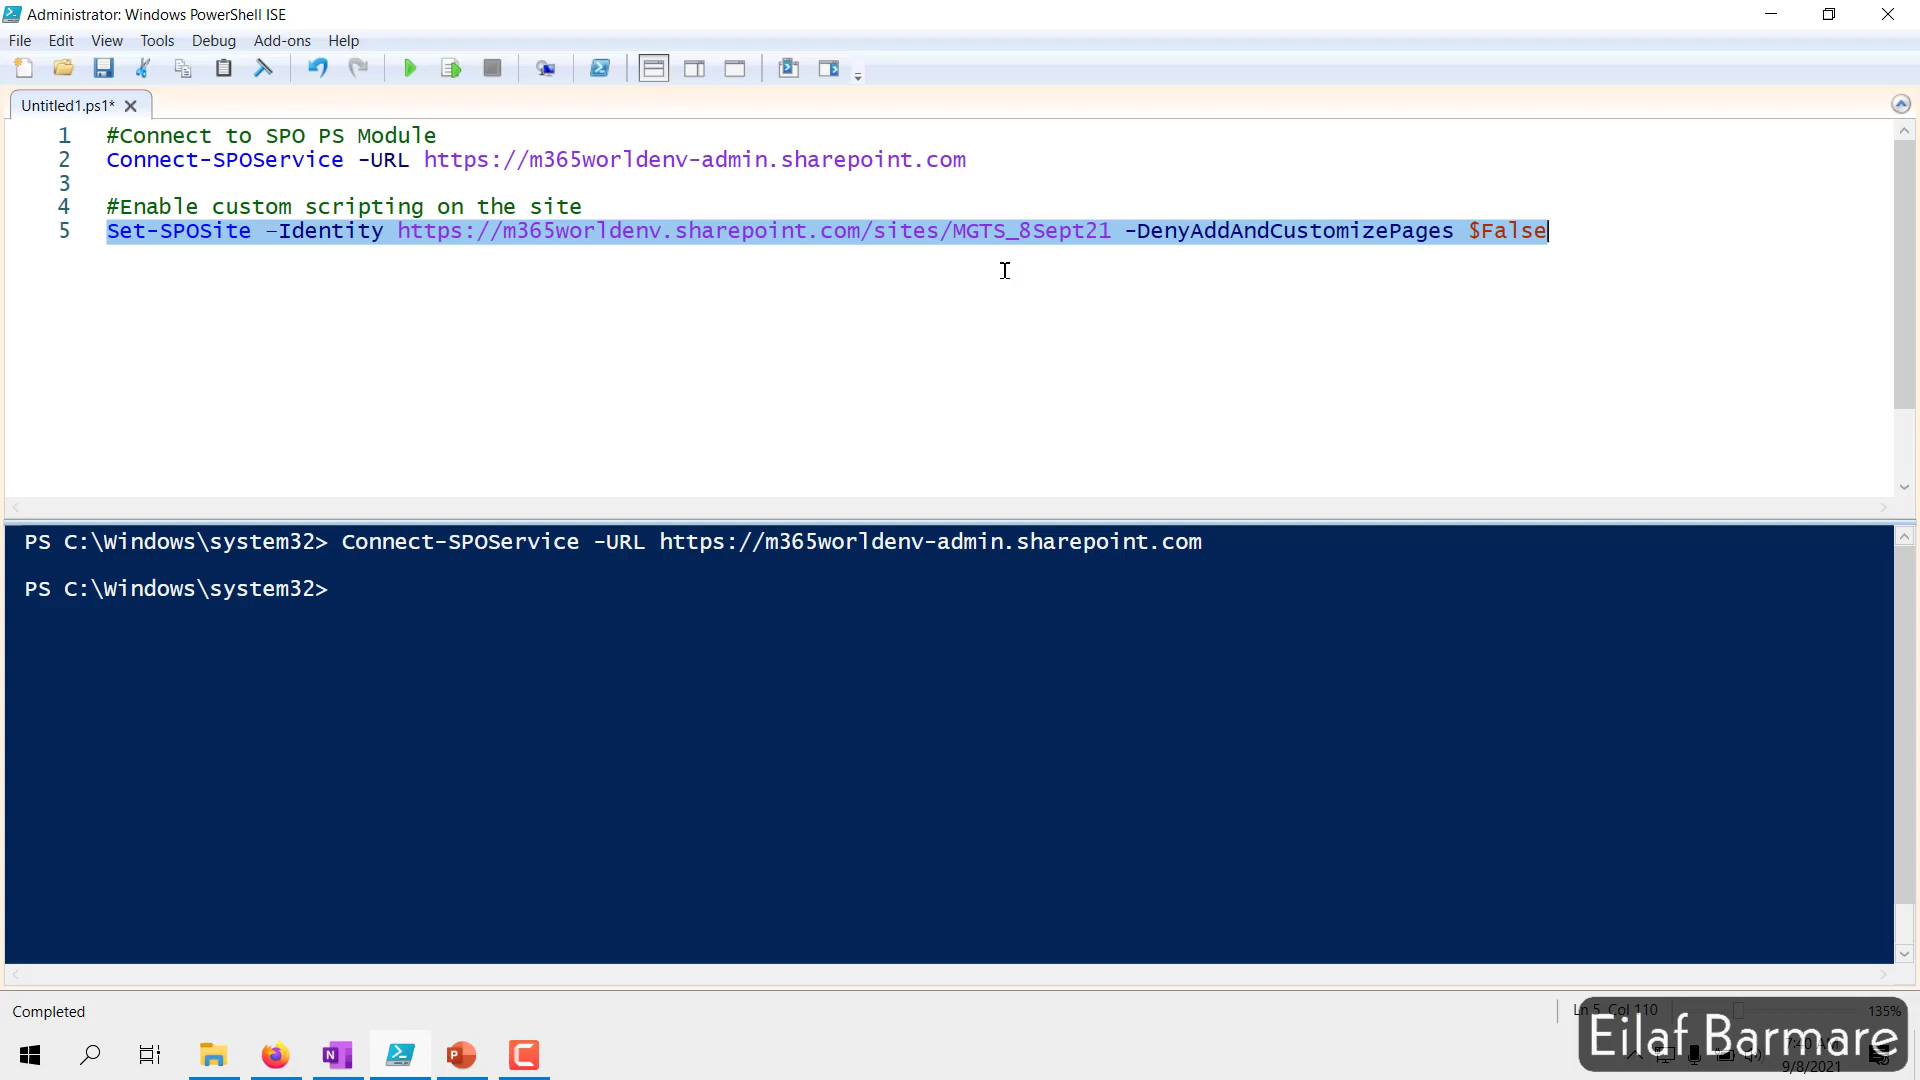 Administrator: Windows PowerShell ISE
File Edit View Tools Debug Add-ons Help
Untitled1.ps1*
1 #Connect to SPO PS Module
2 Connect-SPOService -URL https://m365worldenv-admin.sharepoint.com
3
4 #Enable custom scripting on the site
5 Set-SPOSite –Identity https://m365worldenv.sharepoint.com/sites/MGTS_8Sept21 -DenyAddAndCustomizePages $False
PS C:\Windows\system32> Connect-SPOService -URL https://m365worldenv-admin.sharepoint.com
PS C:\Windows\system32>
Completed
Ln 5 Col 110
135%
Eilaf Barmare
7:40 AM
9/8/2021